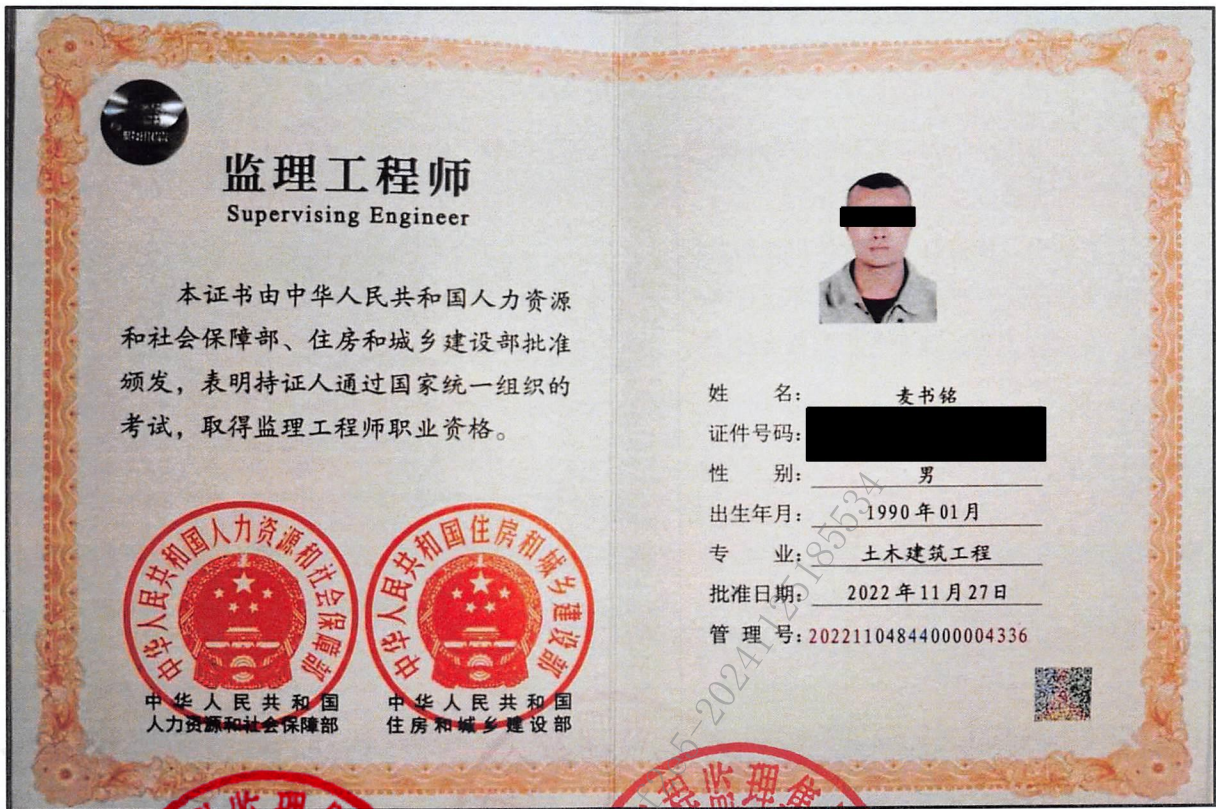 监理工程师
Supervising Engineer
本证书由中华人民共和国人力资源
和社会保障部、住房和城乡建设部批准
颁发，表明持证人通过国家统一组织的
考试，取得监理工程师职业资格。
中华人民共和国人力资源和社会保障部
中华人民共和国住房和城乡建设部
中华人民共和国
人力资源和社会保障部
中华人民共和国
住房和城乡建设部
姓 名： 麦书铭
证件号码：
性 别： 男
出生年月： 1990年01月
专 业： 土木建筑工程
批准日期： 2022年11月27日
管 理 号：20221104844000004336
5-20241125185534
监理
监理